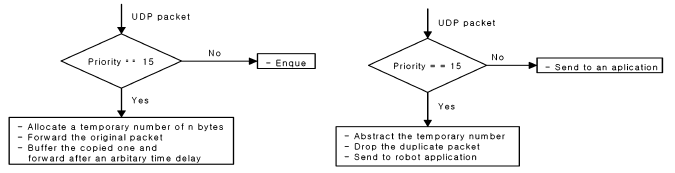 UDP packet
Priority == 15
No
- Enque
Yes
- Allocate a temporary number of n bytes
- Forward the original packet
- Buffer the copied one and
forward after an arbitary time delay
UDP packet
Priority = = 15
No
- Send to an aplication
Yes
- Abstract the temporary number
- Drop the duplicate packet
- Send to robot application